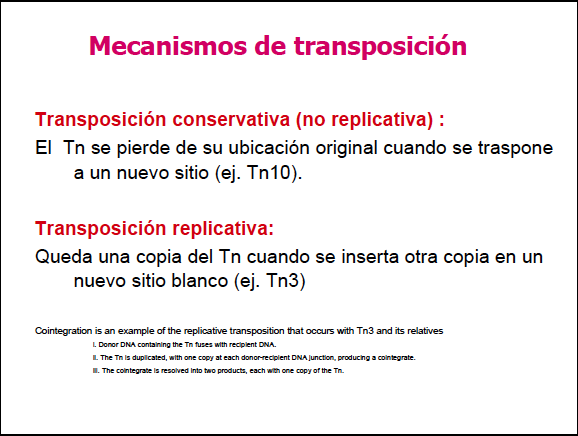 Mecanismos de transposición
Transposición conservativa (no replicativa) :
El Tn se pierde de su ubicación original cuando se traspone
a un nuevo sitio (ej. Tn10).
Transposición replicativa:
Queda una copia del Tn cuando se inserta otra copia en un
nuevo sitio blanco (ej. Tn3)
Cointegration is an example of the replicative transposition that occurs with Tn3 and its relatives
I. Donor DNA containing the Tn fuses with recipient DNA.
II. The Tn is duplicated, with one copy at each donor-recipient DNA junction, producing a cointegrate.
III. The cointegrate is resolved into two products, each with one copy of the Tn.